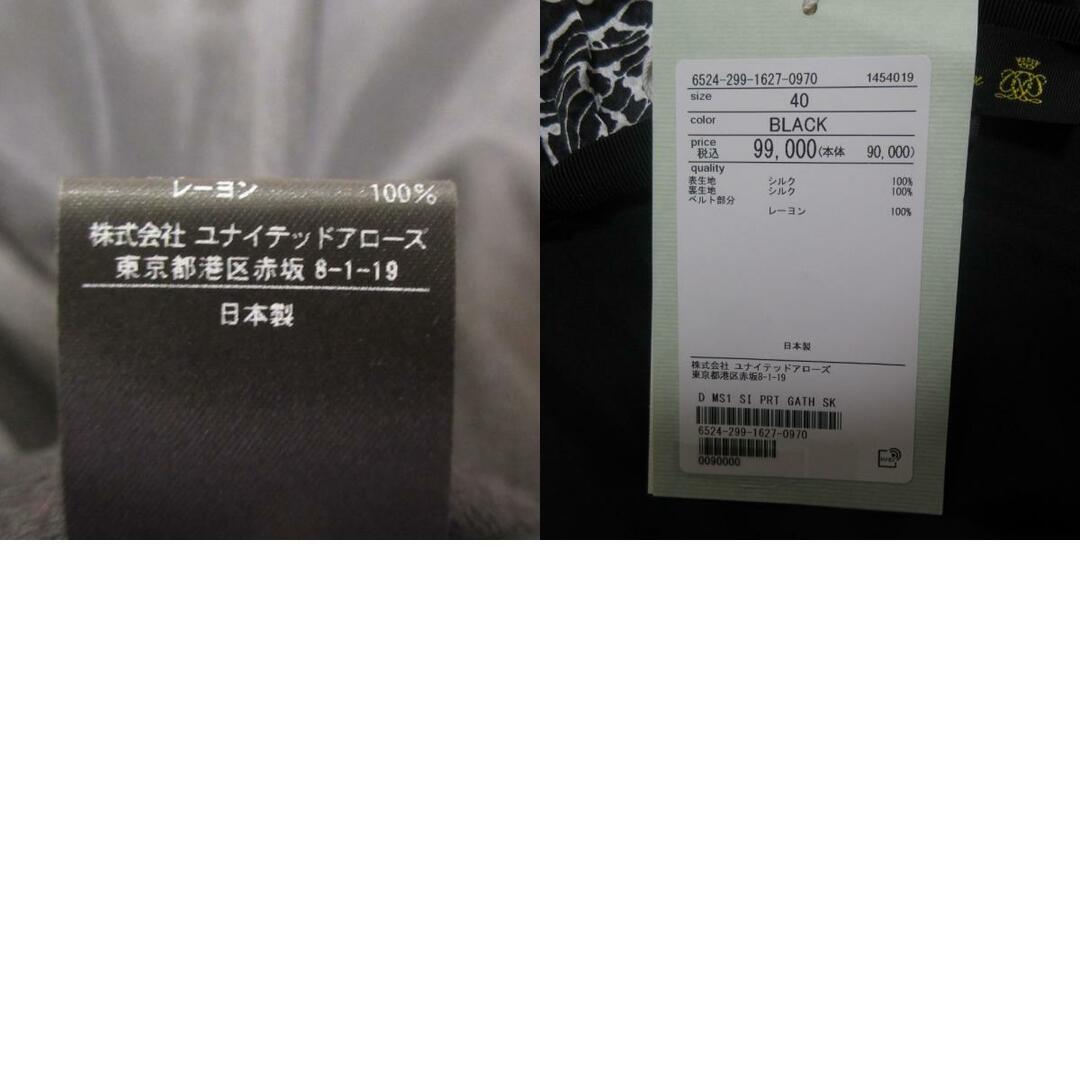 レーヨン 100%
株式会社 ユナイテッドアローズ
東京都港区赤坂 8-1-19
日本製
6524-299-1627-0970 1454019
size 40
color BLACK
price 税込 99,000(本体 90,000)
quality
表生地 シルク 100%
裏生地 シルク 100%
ベルト部分
レーヨン 100%
日本製
株式会社 ユナイテッドアローズ
東京都港区赤坂8-1-19
D MS1 SI PRT GATH SK
6524-299-1627-0970
0090000